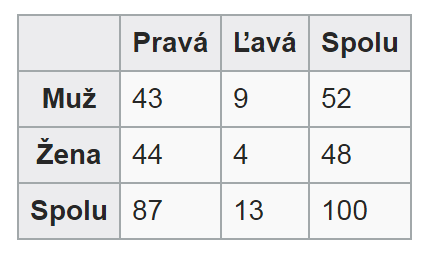 Pravá Ľavá Spolu
Muž 43 9 52
Žena 44 4 48
Spolu 87 13 100